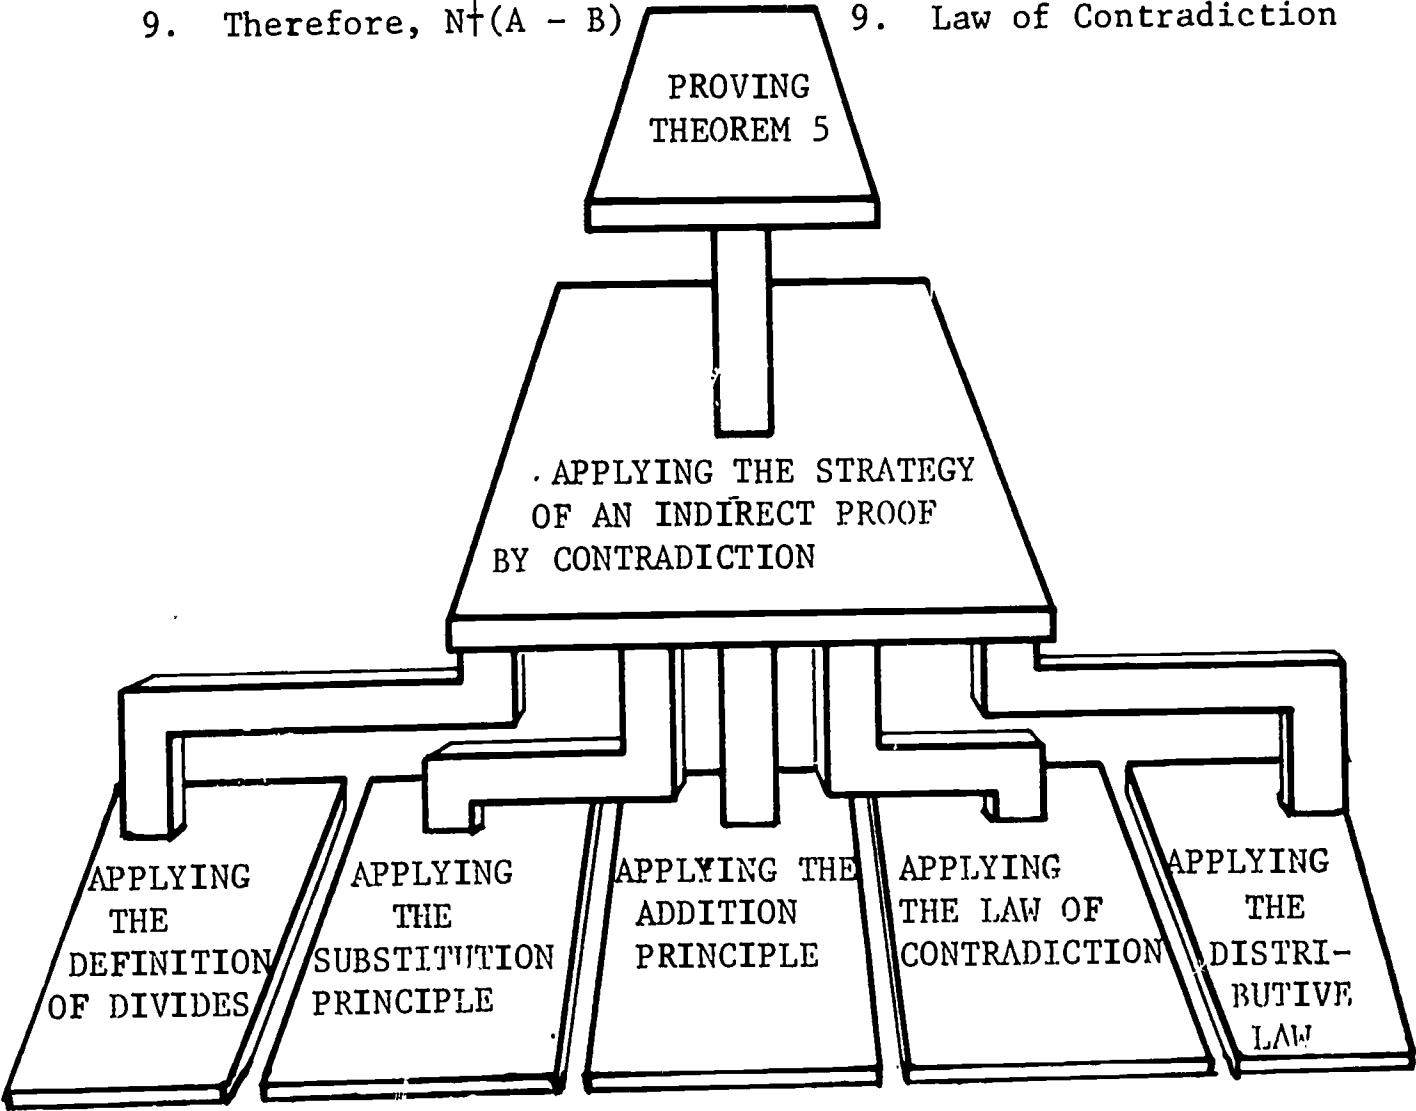 9. Therefore, N†(A - B) 9. Law of Contradiction
PROVING
THEOREM 5
APPLYING THE STRATEGY
OF AN INDIRECT PROOF
BY CONTRADICTION
APPLYING
THE
DEFINITION
OF DIVIDES
APPLYING
THE
SUBSTITUTION
PRINCIPLE
APPLYING THE
ADDITION
PRINCIPLE
APPLYING
THE LAW OF
CONTRADICTION
APPLYING
THE
DISTRI-
BUTIVE
LAW